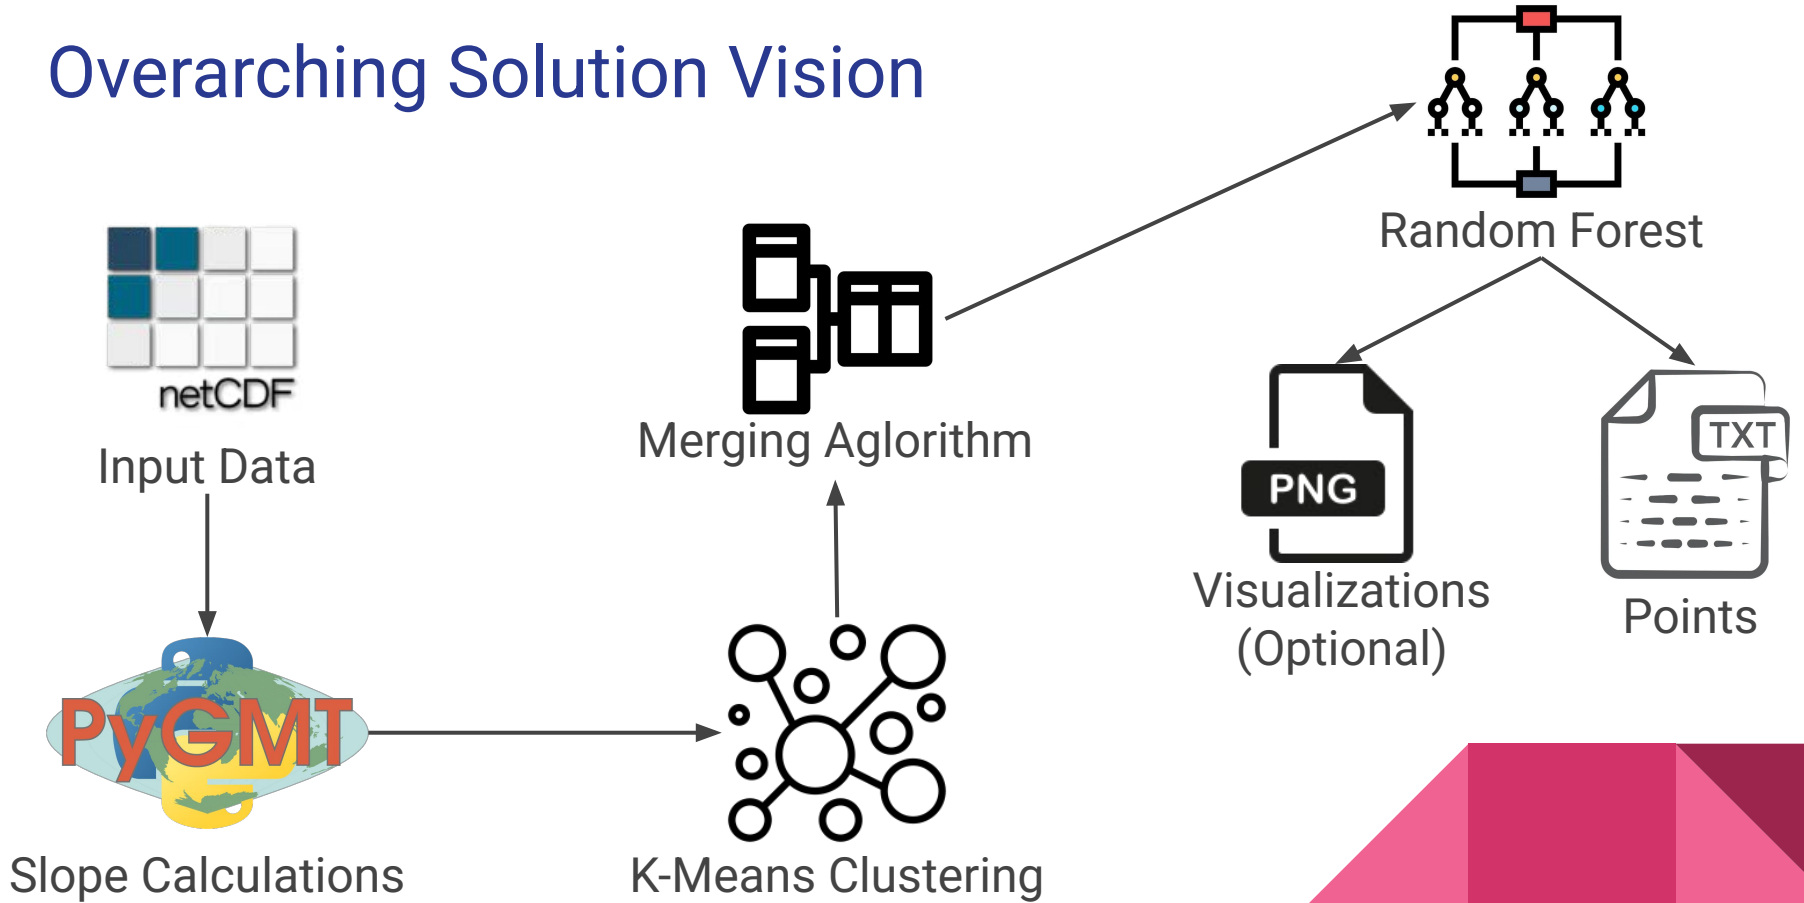 Overarching Solution Vision
netCDF
Input Data
PyGMT
Slope Calculations
K-Means Clustering
Merging Aglorithm
Random Forest
PNG
Visualizations
(Optional)
TXT
Points